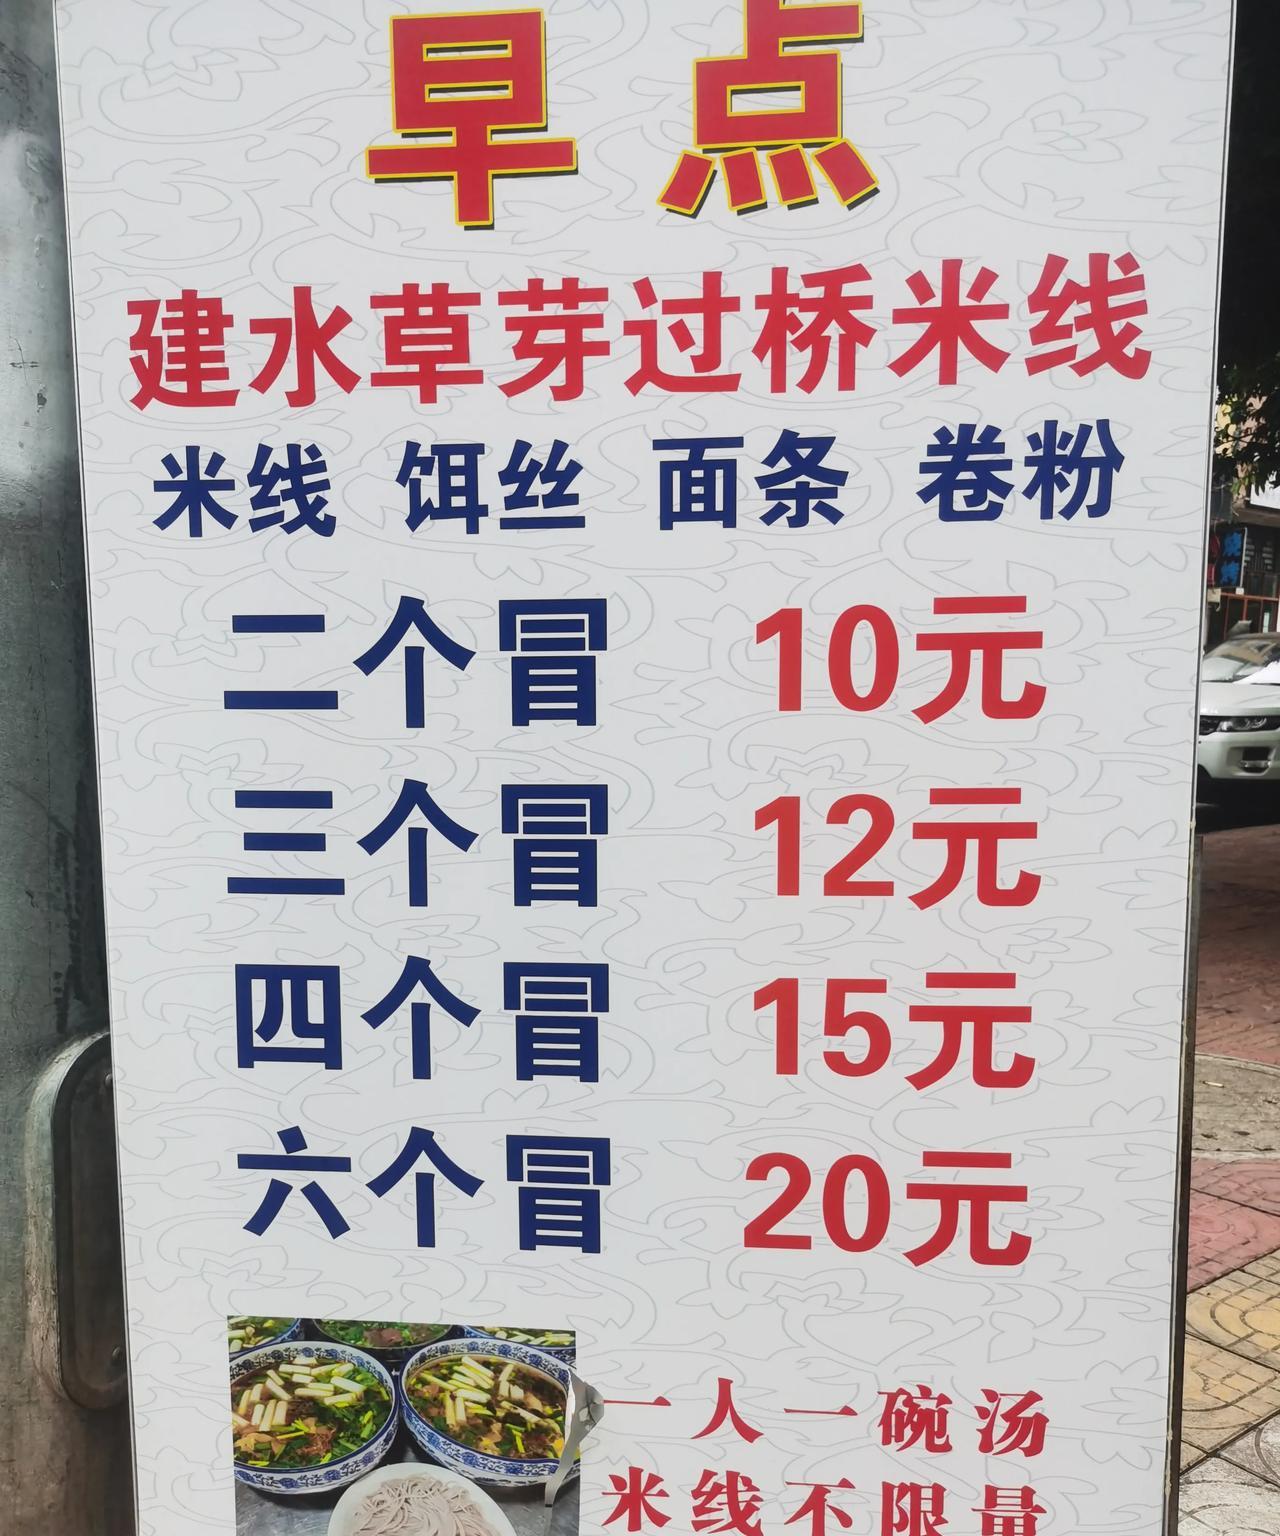 早点
建水草芽过桥米线
米线 饵丝 面条 卷粉
二个冒 10元
三个冒 12元
四个冒 15元
六个冒 20元
一人一碗汤
米线不限量
烧烤